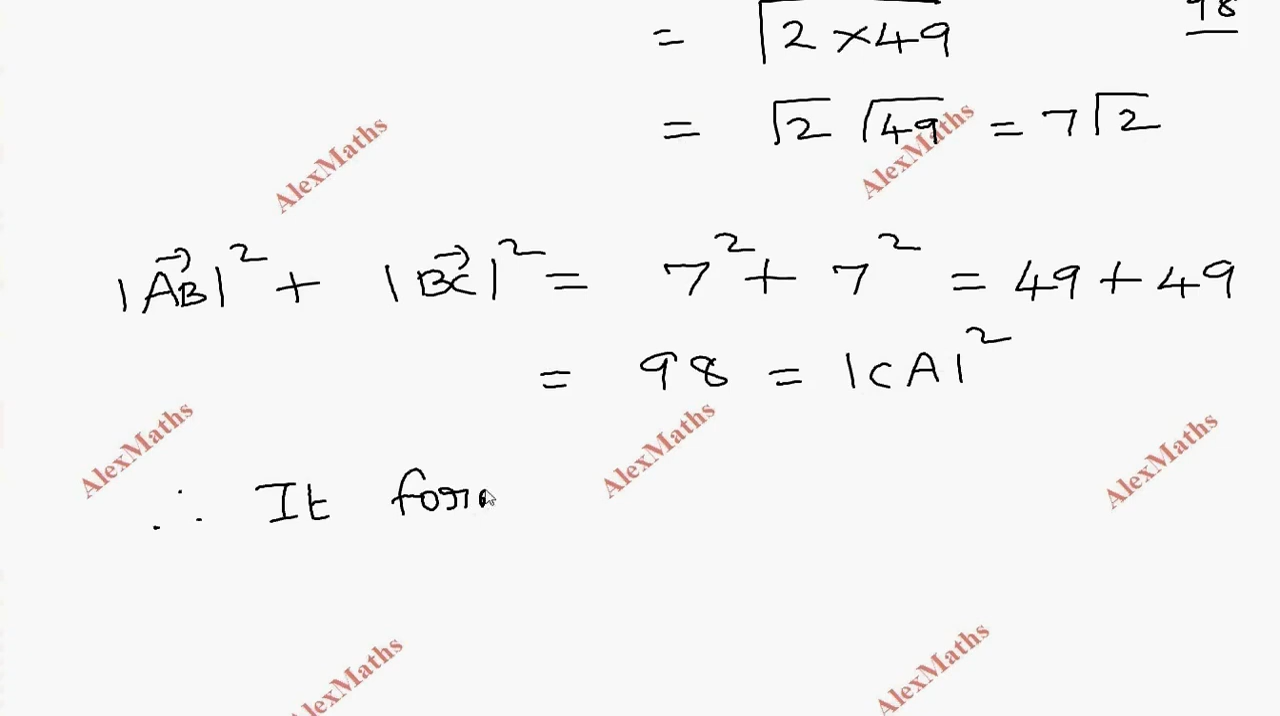 98
= √2 × 49
= √2 √49 = 7√2
|AB⃗|² + |BC⃗|² = 7² + 7² = 49 + 49
= 98 = |CA|²
∴ It form
AlexMaths
AlexMaths
AlexMaths
AlexMaths
AlexMaths
AlexMaths
AlexMaths